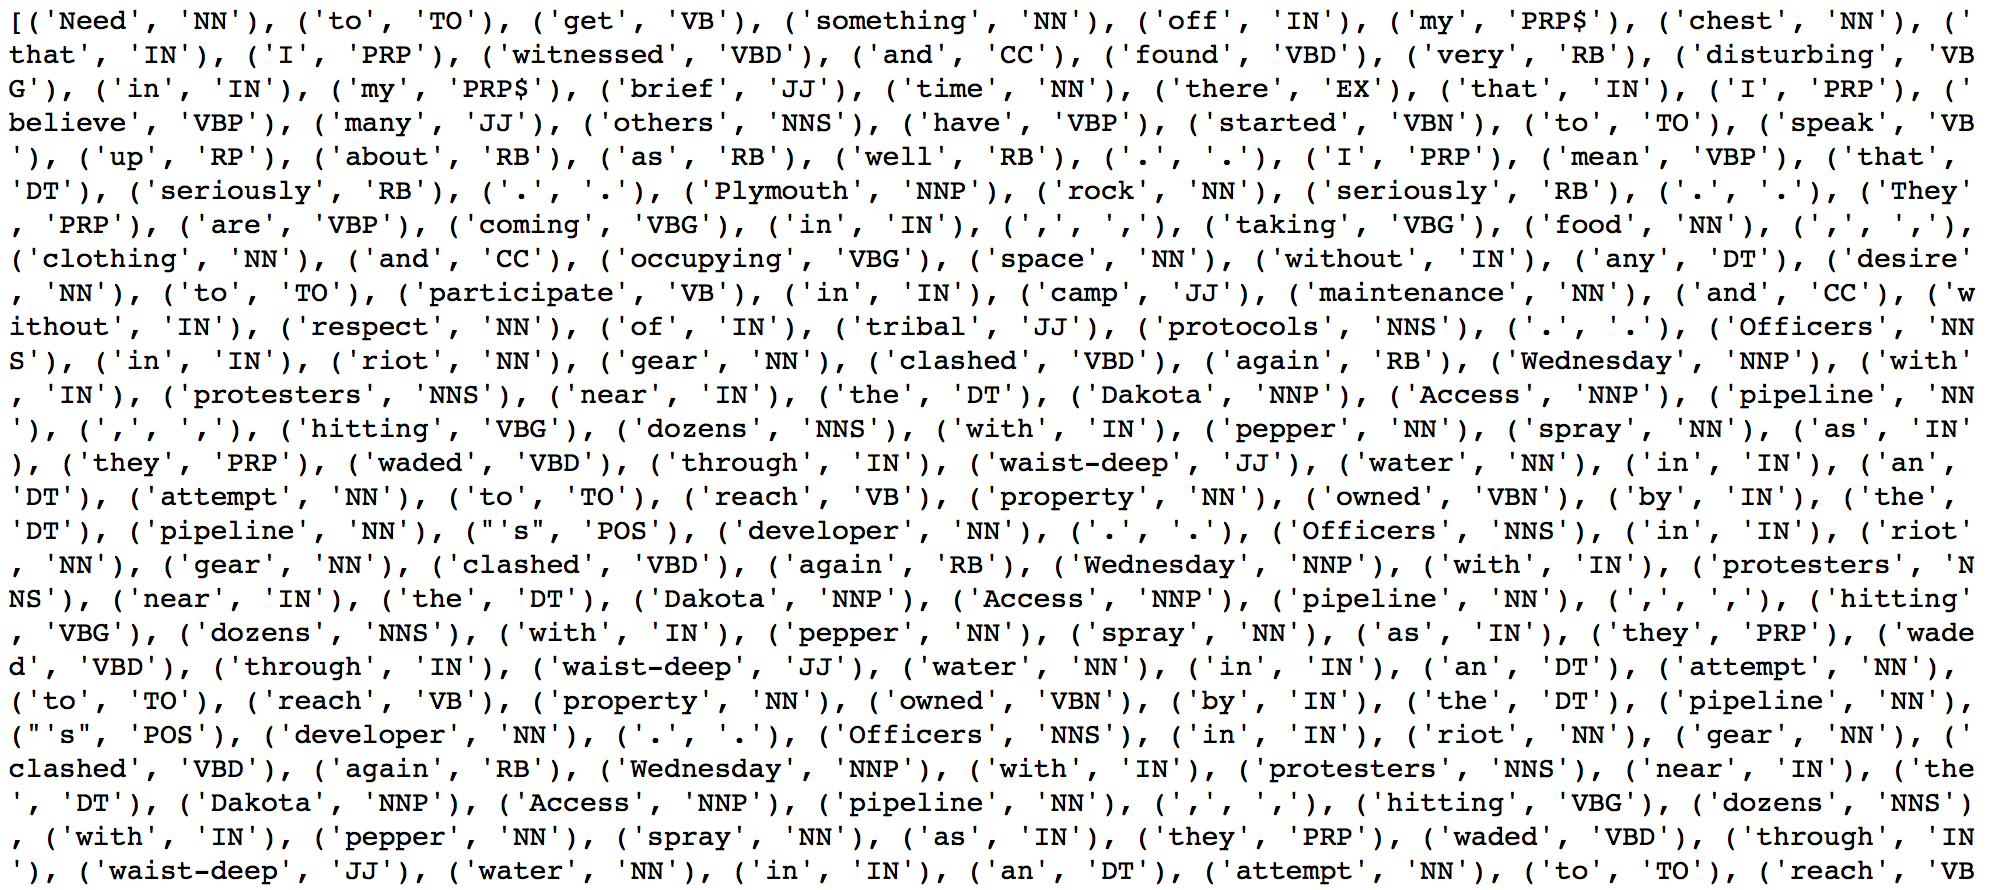 [('Need', 'NN'), ('to', 'TO'), ('get', 'VB'), ('something', 'NN'), ('off', 'IN'), ('my', 'PRP$'), ('chest', 'NN'), ('
that', 'IN'), ('I', 'PRP'), ('witnessed', 'VBD'), ('and', 'CC'), ('found', 'VBD'), ('very', 'RB'), ('disturbing', 'VB
G'), ('in', 'IN'), ('my', 'PRP$'), ('brief', 'JJ'), ('time', 'NN'), ('there', 'EX'), ('that', 'IN'), ('I', 'PRP'), ('
believe', 'VBP'), ('many', 'JJ'), ('others', 'NNS'), ('have', 'VBP'), ('started', 'VBN'), ('to', 'TO'), ('speak', 'VB
'), ('up', 'RP'), ('about', 'RB'), ('as', 'RB'), ('well', 'RB'), ('.', '.'), ('I', 'PRP'), ('mean', 'VBP'), ('that',
'DT'), ('seriously', 'RB'), ('.', '.'), ('Plymouth', 'NNP'), ('rock', 'NN'), ('seriously', 'RB'), ('.', '.'), ('They'
, 'PRP'), ('are', 'VBP'), ('coming', 'VBG'), ('in', 'IN'), (',', ','), ('taking', 'VBG'), ('food', 'NN'), (',', ','),
('clothing', 'NN'), ('and', 'CC'), ('occupying', 'VBG'), ('space', 'NN'), ('without', 'IN'), ('any', 'DT'), ('desire'
, 'NN'), ('to', 'TO'), ('participate', 'VB'), ('in', 'IN'), ('camp', 'JJ'), ('maintenance', 'NN'), ('and', 'CC'), ('w
ithout', 'IN'), ('respect', 'NN'), ('of', 'IN'), ('tribal', 'JJ'), ('protocols', 'NNS'), ('.', '.'), ('Officers', 'NN
S'), ('in', 'IN'), ('riot', 'NN'), ('gear', 'NN'), ('clashed', 'VBD'), ('again', 'RB'), ('Wednesday', 'NNP'), ('with'
, 'IN'), ('protesters', 'NNS'), ('near', 'IN'), ('the', 'DT'), ('Dakota', 'NNP'), ('Access', 'NNP'), ('pipeline', 'NN
'), (',', ','), ('hitting', 'VBG'), ('dozens', 'NNS'), ('with', 'IN'), ('pepper', 'NN'), ('spray', 'NN'), ('as', 'IN'
), ('they', 'PRP'), ('waded', 'VBD'), ('through', 'IN'), ('waist-deep', 'JJ'), ('water', 'NN'), ('in', 'IN'), ('an',
'DT'), ('attempt', 'NN'), ('to', 'TO'), ('reach', 'VB'), ('property', 'NN'), ('owned', 'VBN'), ('by', 'IN'), ('the',
'DT'), ('pipeline', 'NN'), ("'s", 'POS'), ('developer', 'NN'), ('.', '.'), ('Officers', 'NNS'), ('in', 'IN'), ('riot'
, 'NN'), ('gear', 'NN'), ('clashed', 'VBD'), ('again', 'RB'), ('Wednesday', 'NNP'), ('with', 'IN'), ('protesters', 'N
NS'), ('near', 'IN'), ('the', 'DT'), ('Dakota', 'NNP'), ('Access', 'NNP'), ('pipeline', 'NN'), (',', ','), ('hitting'
, 'VBG'), ('dozens', 'NNS'), ('with', 'IN'), ('pepper', 'NN'), ('spray', 'NN'), ('as', 'IN'), ('they', 'PRP'), ('wade
d', 'VBD'), ('through', 'IN'), ('waist-deep', 'JJ'), ('water', 'NN'), ('in', 'IN'), ('an', 'DT'), ('attempt', 'NN'),
('to', 'TO'), ('reach', 'VB'), ('property', 'NN'), ('owned', 'VBN'), ('by', 'IN'), ('the', 'DT'), ('pipeline', 'NN'),
("'s", 'POS'), ('developer', 'NN'), ('.', '.'), ('Officers', 'NNS'), ('in', 'IN'), ('riot', 'NN'), ('gear', 'NN'), ('
clashed', 'VBD'), ('again', 'RB'), ('Wednesday', 'NNP'), ('with', 'IN'), ('protesters', 'NNS'), ('near', 'IN'), ('the
', 'DT'), ('Dakota', 'NNP'), ('Access', 'NNP'), ('pipeline', 'NN'), (',', ','), ('hitting', 'VBG'), ('dozens', 'NNS')
, ('with', 'IN'), ('pepper', 'NN'), ('spray', 'NN'), ('as', 'IN'), ('they', 'PRP'), ('waded', 'VBD'), ('through', 'IN
'), ('waist-deep', 'JJ'), ('water', 'NN'), ('in', 'IN'), ('an', 'DT'), ('attempt', 'NN'), ('to', 'TO'), ('reach', 'VB